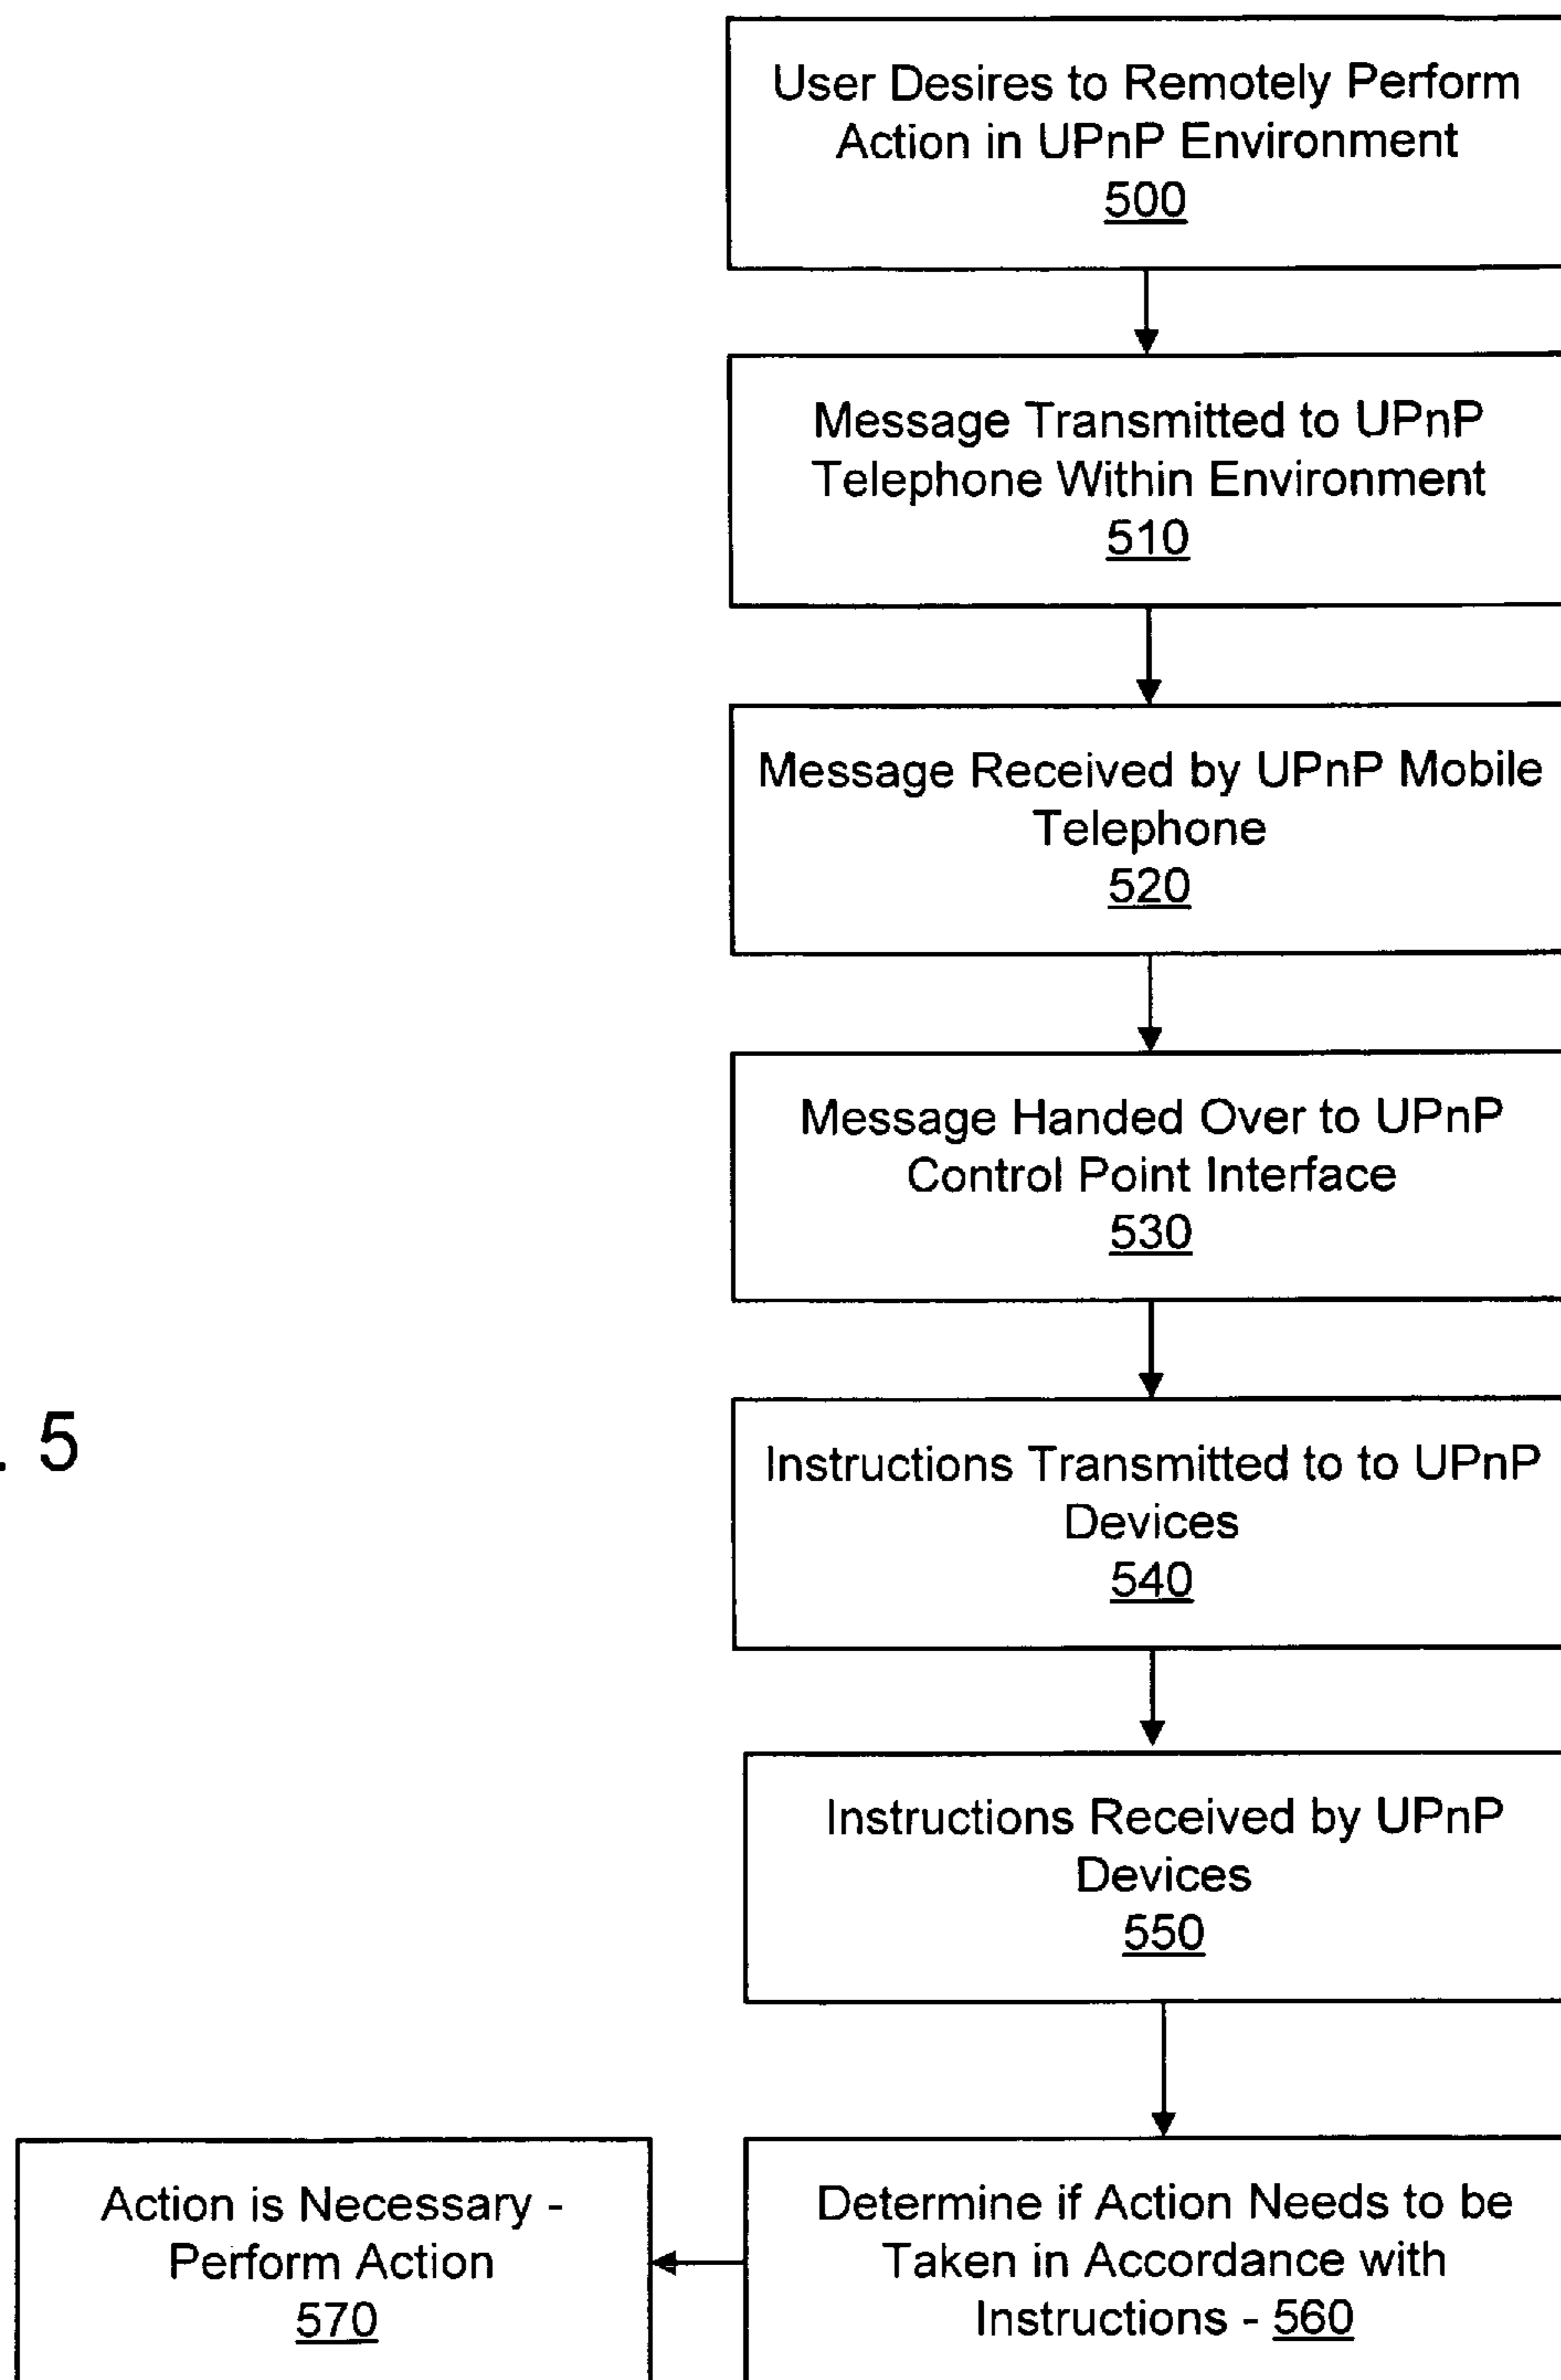 User Desires to Remotely Perform
Action in UPnP Environment
500
Message Transmitted to UPnP
Telephone Within Environment
510
Message Received by UPnP Mobile
Telephone
520
Message Handed Over to UPnP
Control Point Interface
530
. 5
Instructions Transmitted to to UPnP
Devices
540
Instructions Received by UPnP
Devices
550
Action is Necessary -
Perform Action
570
Determine if Action Needs to be
Taken in Accordance with
Instructions - 560